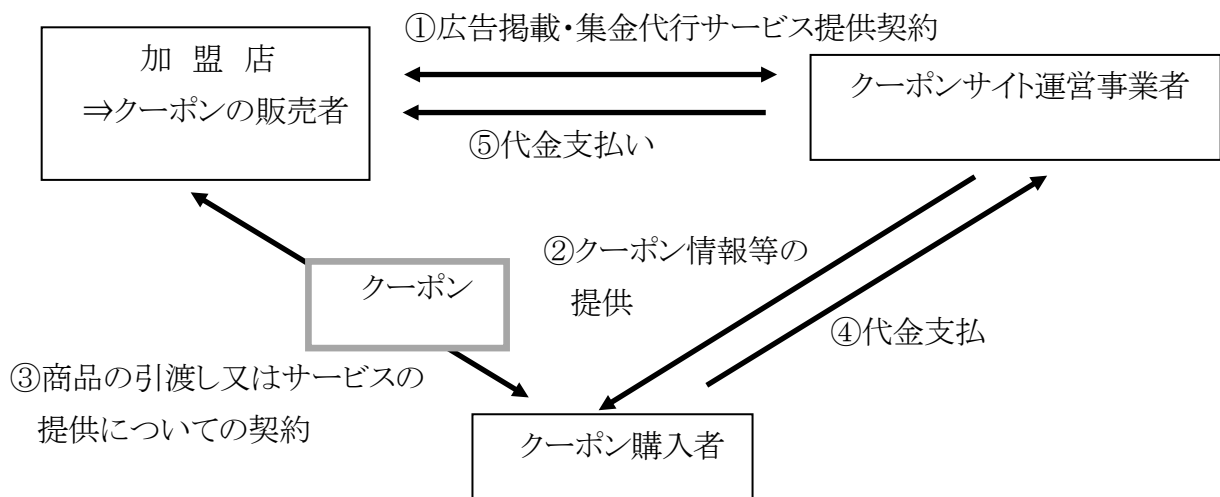 ①広告掲載・集金代行サービス提供契約
加 盟 店
⇒クーポンの販売者
クーポンサイト運営事業者
⑤代金支払い
②クーポン情報等の
提供
クーポン
④代金支払
③商品の引渡し又はサービスの
提供についての契約
クーポン購入者